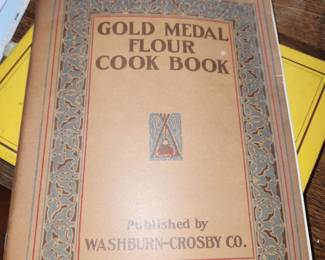 GOLD MEDAL
FLOUR
COOK BOOK
Published by
WASHBURN-CROSBY CO.